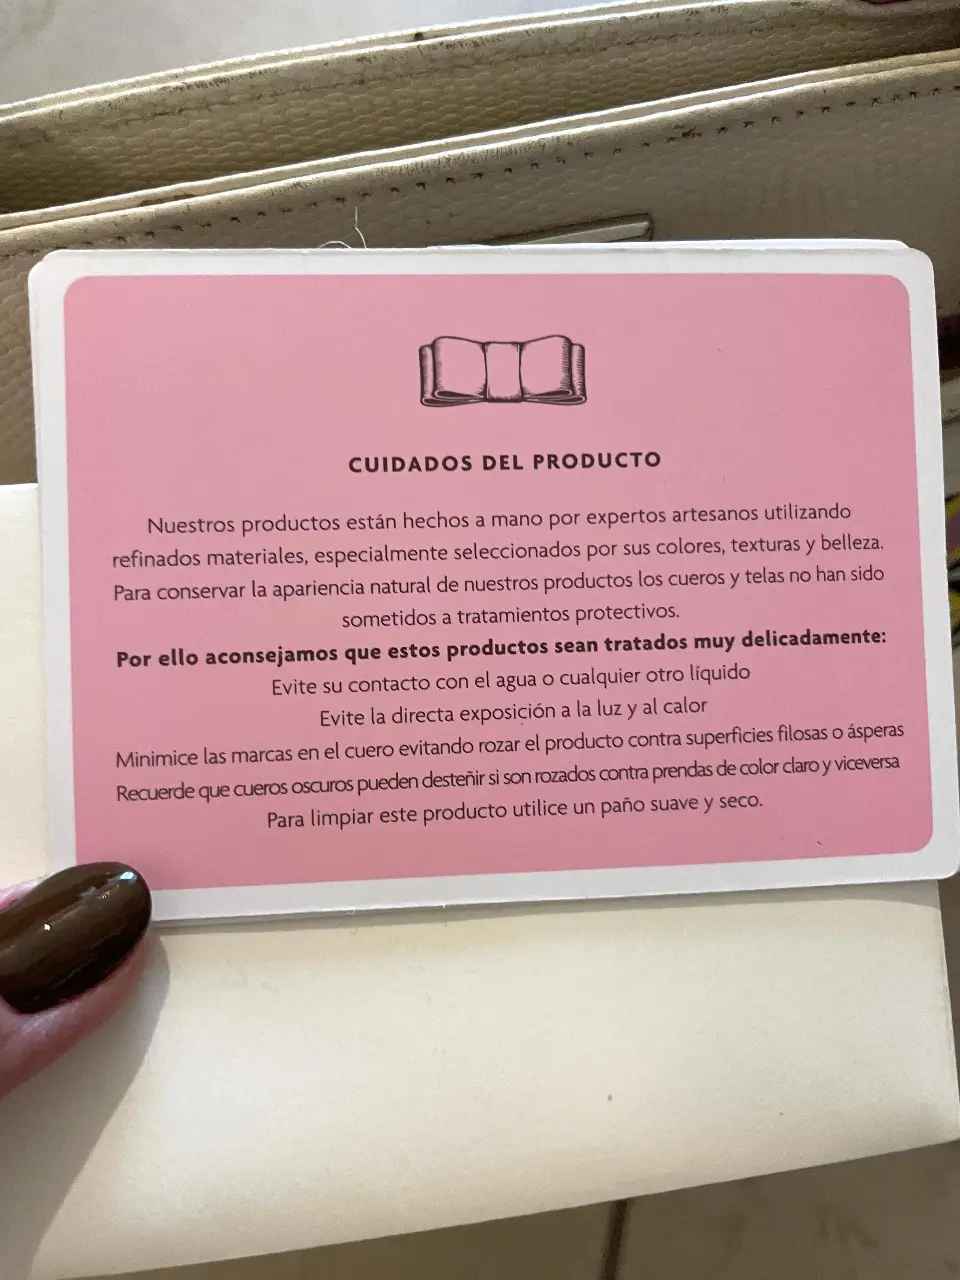 CUIDADOS DEL PRODUCTO
Nuestros productos están hechos a mano por expertos artesanos utilizando
refinados materiales, especialmente seleccionados por sus colores, texturas y belleza.
Para conservar la apariencia natural de nuestros productos los cueros y telas no han sido
sometidos a tratamientos protectivos.
Por ello aconsejamos que estos productos sean tratados muy delicadamente:
Evite su contacto con el agua o cualquier otro líquido
Evite la directa exposición a la luz y al calor
Minimice las marcas en el cuero evitando rozar el producto contra superficies filosas o ásperas
Recuerde que cueros oscuros pueden desteñir si son rozados contra prendas de color claro y viceversa
Para limpiar este producto utilice un paño suave y seco.